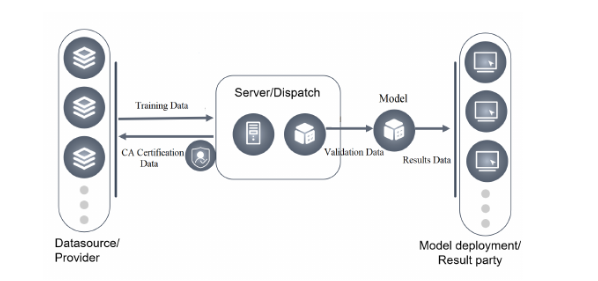 Server/Dispatch
Model
Training Data
CA Certification
Data
Validation Data
Results Data
Datasource/
Provider
Model deployment/
Result party